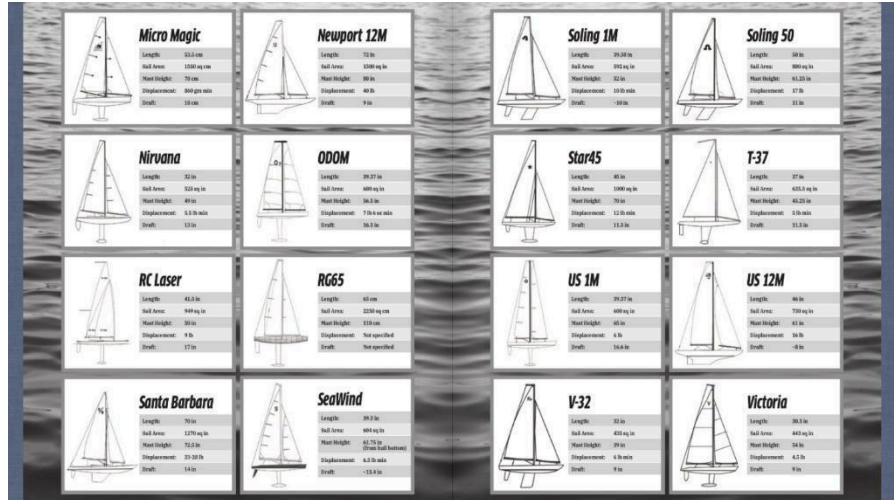 Micro Magic
Length: 53.5 cm
Sail Area: 1550 sq cm
Mast Height: 70 cm
Displacement: 860 gm min
Draft: 18 cm
Newport 12M
Length: 72 in
Sail Area: 1500 sq in
Mast Height: 80 in
Displacement: 40 lb
Draft: 9 in
Soling 1M
Length: 39.50 in
Sail Area: 592 sq in
Mast Height: 52 in
Displacement: 10 lb min
Draft: ~10 in
Soling 50
Length: 50 in
Sail Area: 800 sq in
Mast Height: 61.25 in
Displacement: 17 lb
Draft: 11 in
Nirvana
Length: 32 in
Sail Area: 525 sq in
Mast Height: 49 in
Displacement: 5.5 lb min
Draft: 13 in
ODOM
Length: 39.37 in
Sail Area: 600 sq in
Mast Height:
Displacement: 7 lb 6 oz min
Draft:
Star45
Length: 45 in
Sail Area: 1000 sq in
Mast Height: 70 in
Displacement: 12 lb min
Draft: 11.5 in
T-37
Length: 37 in
Sail Area: sq in
Mast Height: 45.25 in
Displacement: 5 lb min
Draft: 11.5 in
RC Laser
Length: 41.5 in
Sail Area: 949 sq in
Mast Height: in
Displacement: 9 lb
Draft: 17 in
RG65
Length: 65 cm
Sail Area: 2250 sq cm
Mast Height: 110 cm
Displacement: Not specified
Draft: Not specified
US 1M
Length: 39.37 in
Sail Area: 600 sq in
Mast Height: 65 in
Displacement: 6 lb
Draft: 16.6 in
US 12M
Length: 46 in
Sail Area: 730 sq in
Mast Height: 61 in
Displacement: 16 lb
Draft: ~8 in
Santa Barbara
Length: 70 in
Sail Area: 1270 sq in
Mast Height: 72.5 in
Displacement: 23-28 lb
Draft: 14 in
SeaWind
Length: 39.3 in
Sail Area: 604 sq in
Mast Height: 61.75 in
(from hull bottom)
Displacement: 6.5 lb min
Draft: ~13.4 in
V-32
Length: 32 in
Sail Area: 435 sq in
Mast Height: 39 in
Displacement: 6 lb min
Draft: 9 in
Victoria
Length: 30.5 in
Sail Area: 443 sq in
Mast Height: 54 in
Displacement: 4.5 lb
Draft: 9 in